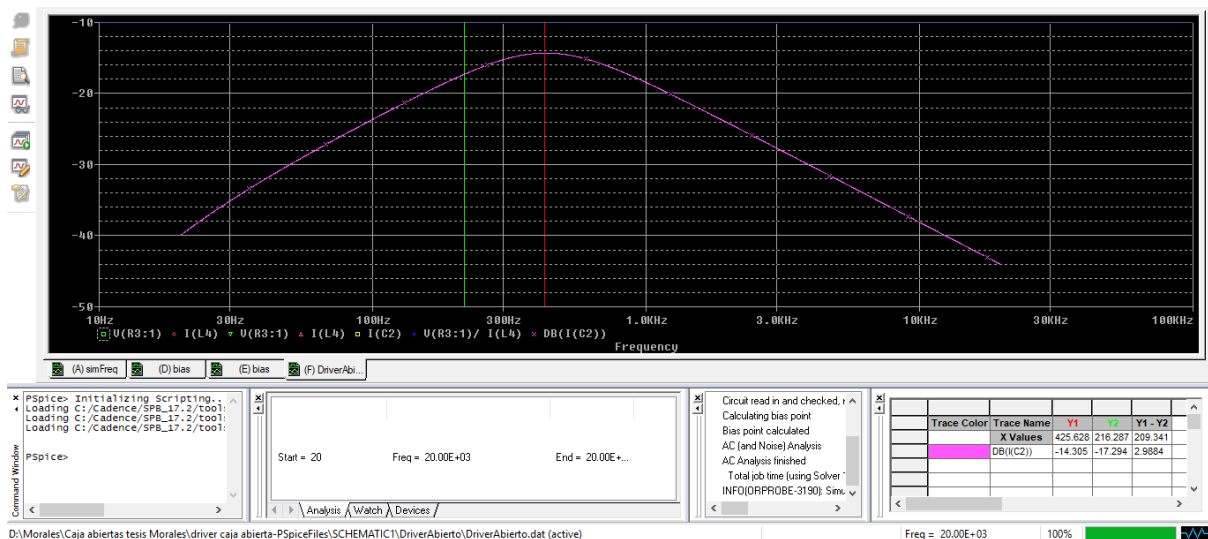 -10
-20
-30
-40
-50
10Hz 30Hz 100Hz 300Hz 1.0KHz 3.0KHz 10KHz 30KHz 100KHz
V(R3:1) I(L4) V(R3:1) I(L4) I(C2) V(R3:1)/ I(L4) DB(I(C2))
Frequency
(A) simFreq (D) bias (E) bias (F) DriverAbi...
Command Window
PSpice> Initializing Scripting..
Loading C:/Cadence/SPB_17.2/tool
Loading C:/Cadence/SPB_17.2/tool
Loading C:/Cadence/SPB_17.2/tool
PSpice>
Start = 20 Freq = 20.00E+03 End = 20.00E+...
Analysis Watch Devices
Circuit read in and checked, r
Calculating bias point
Bias point calculated
AC (and Noise) Analysis
AC Analysis finished
Total job time (using Solver
INFO(ORPROBE-3190): Simu
Trace Color Trace Name Y1 Y2 Y1 - Y2
X Values 425.628 216.287 209.341
DB(I(C2)) -14.305 -17.294 2.9884
D:\Morales\Caja abiertas tesis Morales\driver caja abierta-PSpiceFiles\SCHEMATIC1\DriverAbierto\DriverAbierto.dat (active) Freq = 20.00E+03 100%